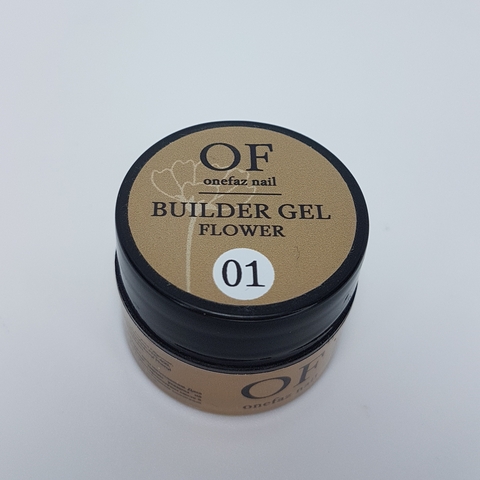 OF
onefaz nail
BUILDER GEL
FLOWER
01
OF
onefaz nail